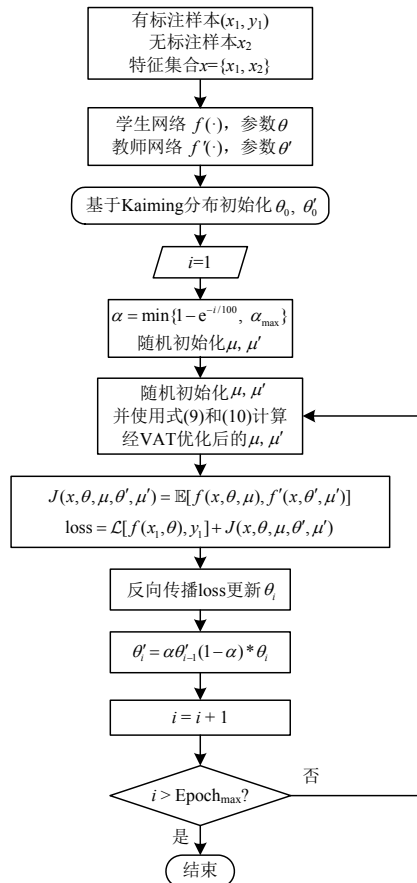 有标注样本(x₁, y₁)
无标注样本x₂
特征集合x={x₁, x₂}
学生网络 f(·)，参数θ
教师网络 f′(·)，参数θ′
基于Kaiming分布初始化θ₀, θ′₀
i=1
α = min{1−e^{−i/100}, α_max}
随机初始化μ, μ′
随机初始化μ, μ′
并使用式(9)和(10)计算
经VAT优化后的μ, μ′
J(x,θ,μ,θ′,μ′) = 𝔼[f(x,θ,μ), f′(x,θ′,μ′)]
loss = ℒ[f(x₁,θ), y₁] + J(x,θ,μ,θ′,μ′)
反向传播loss更新θᵢ
θ′ᵢ = αθ′ᵢ₋₁(1−α)*θᵢ
i = i + 1
i > Epoch_max?
否
是
结束